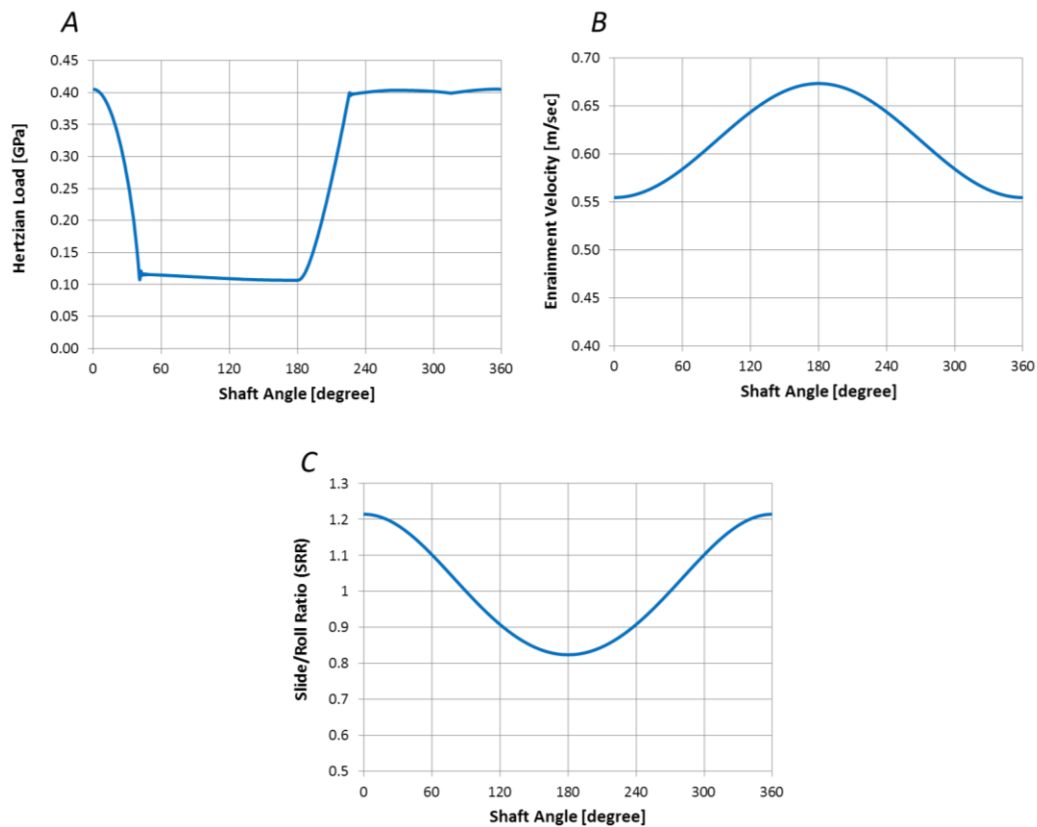 A
Hertzian Load [GPa]
0.45
0.40
0.35
0.30
0.25
0.20
0.15
0.10
0.05
0.00
0 60 120 180 240 300 360
Shaft Angle [degree]
B
Enrainment Velocity [m/sec]
0.70
0.65
0.60
0.55
0.50
0.45
0.40
0 60 120 180 240 300 360
Shaft Angle [degree]
C
Slide/Roll Ratio (SRR)
1.3
1.2
1.1
1
0.9
0.8
0.7
0.6
0.5
0 60 120 180 240 300 360
Shaft Angle [degree]